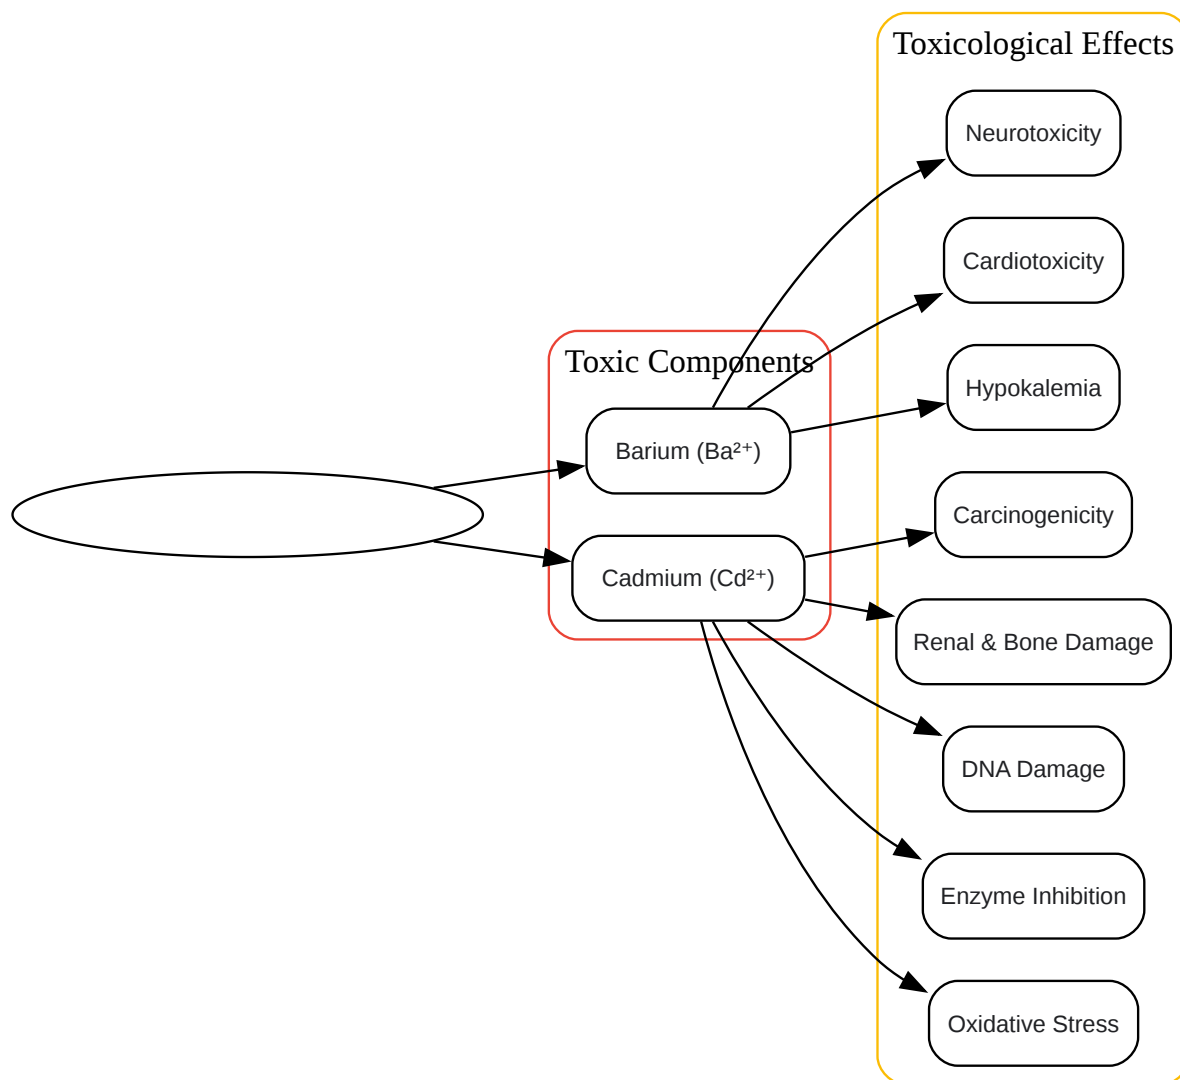 Toxicological Effects
Neurotoxicity
Cardiotoxicity
Toxic Components
Hypokalemia
Barium (Ba²⁺)
Carcinogenicity
Cadmium (Cd²⁺)
Renal & Bone Damage
DNA Damage
Enzyme Inhibition
Oxidative Stress